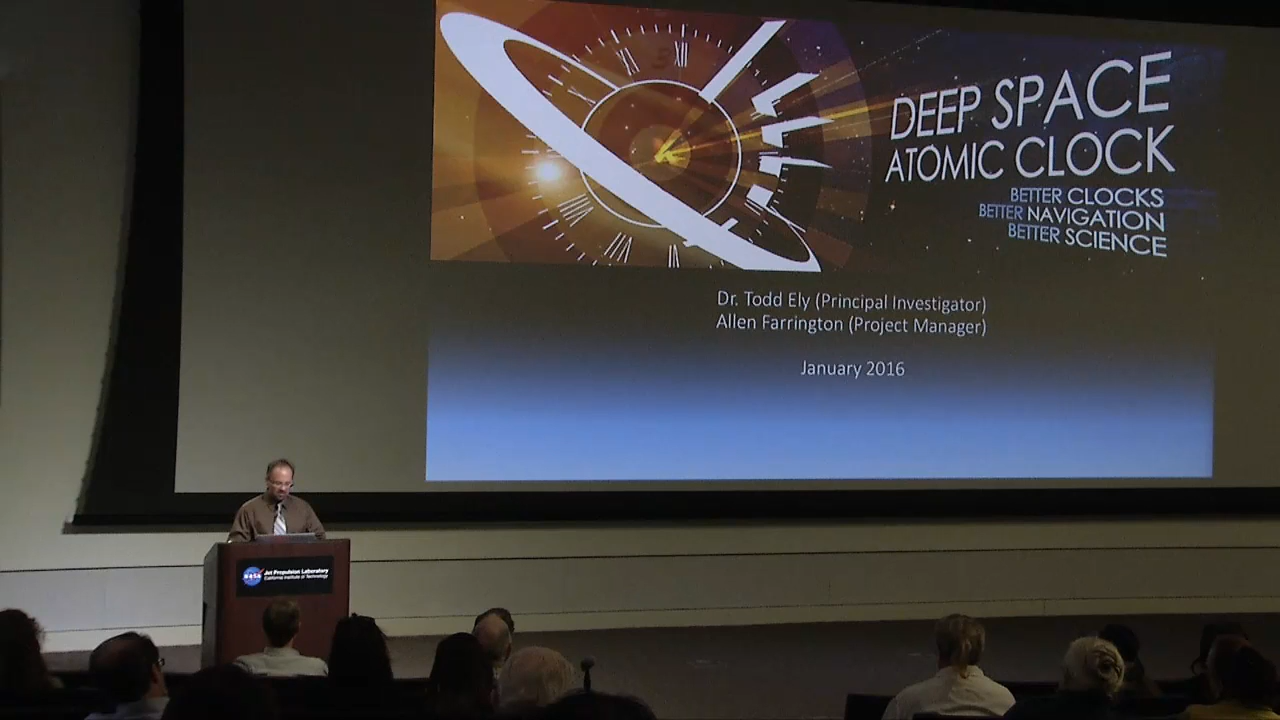 DEEP SPACE
ATOMIC CLOCK
BETTER CLOCKS
BETTER NAVIGATION
BETTER SCIENCE
Dr. Todd Ely (Principal Investigator)
Allen Farrington (Project Manager)
January 2016
NASA
Jet Propulsion Laboratory
California Institute of Technology